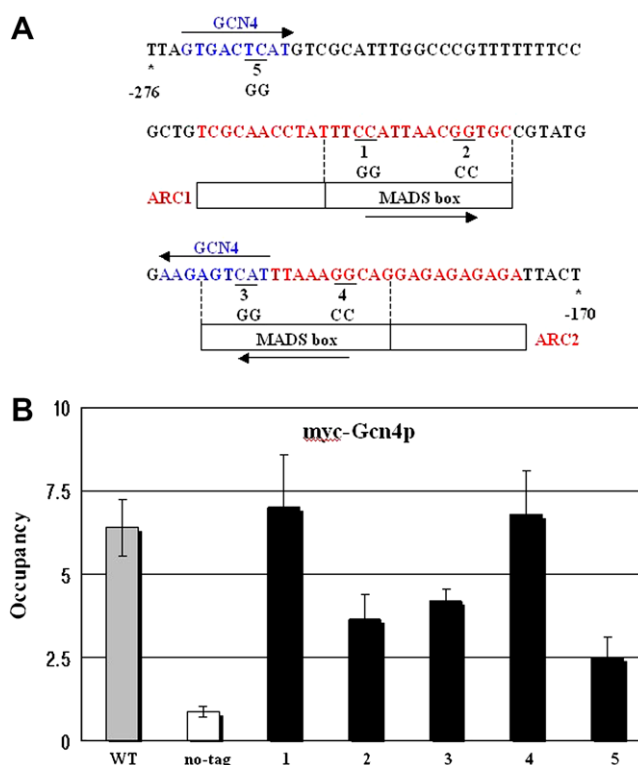 A
GCN4
TTAGTGACTCATGTCGCATTTGGCCCGTTTTTTTCC
*
5
-276
GG
GCTGTCGCAACCTATTTCCATTAACGGTGCCGTATG
1 2
GG CC
ARC1 MADS box
GCN4
GAAGAGTCATTTAAAGGCAGGAGAGAGAGATTACT
3 4 *
GG CC -170
MADS box ARC2
B
myc-Gcn4p
Occupancy
10
7.5
5
2.5
0
WT no-tag 1 2 3 4 5